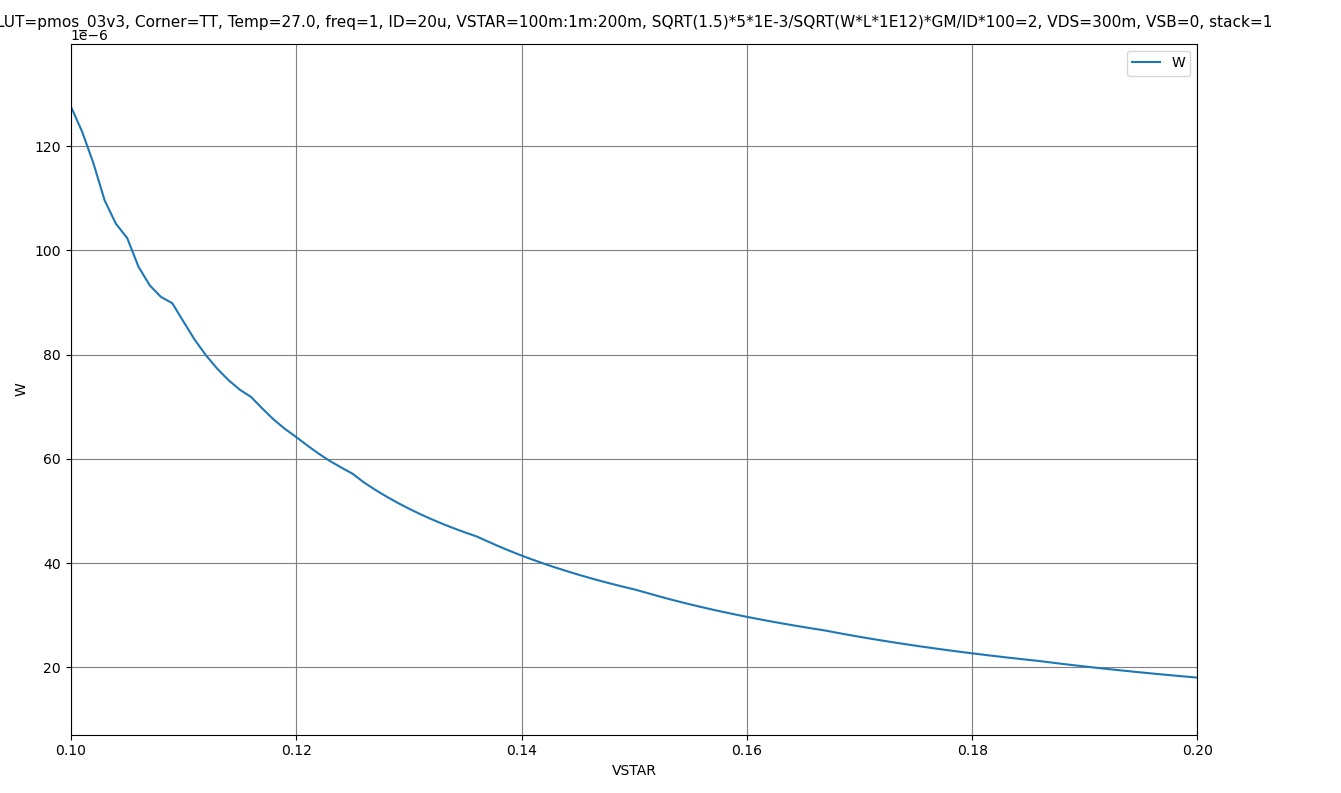 LUT=pmos_03v3, Corner=TT, Temp=27.0, freq=1, ID=20u, VSTAR=100m:1m:200m, SQRT(1.5)*5*1E-3/SQRT(W*L*1E12)*GM/ID*100=2, VDS=300m, VSB=0, stack=1
1e−6
W
120
100
80
60
40
20
W
0.10 0.12 0.14 0.16 0.18 0.20
VSTAR